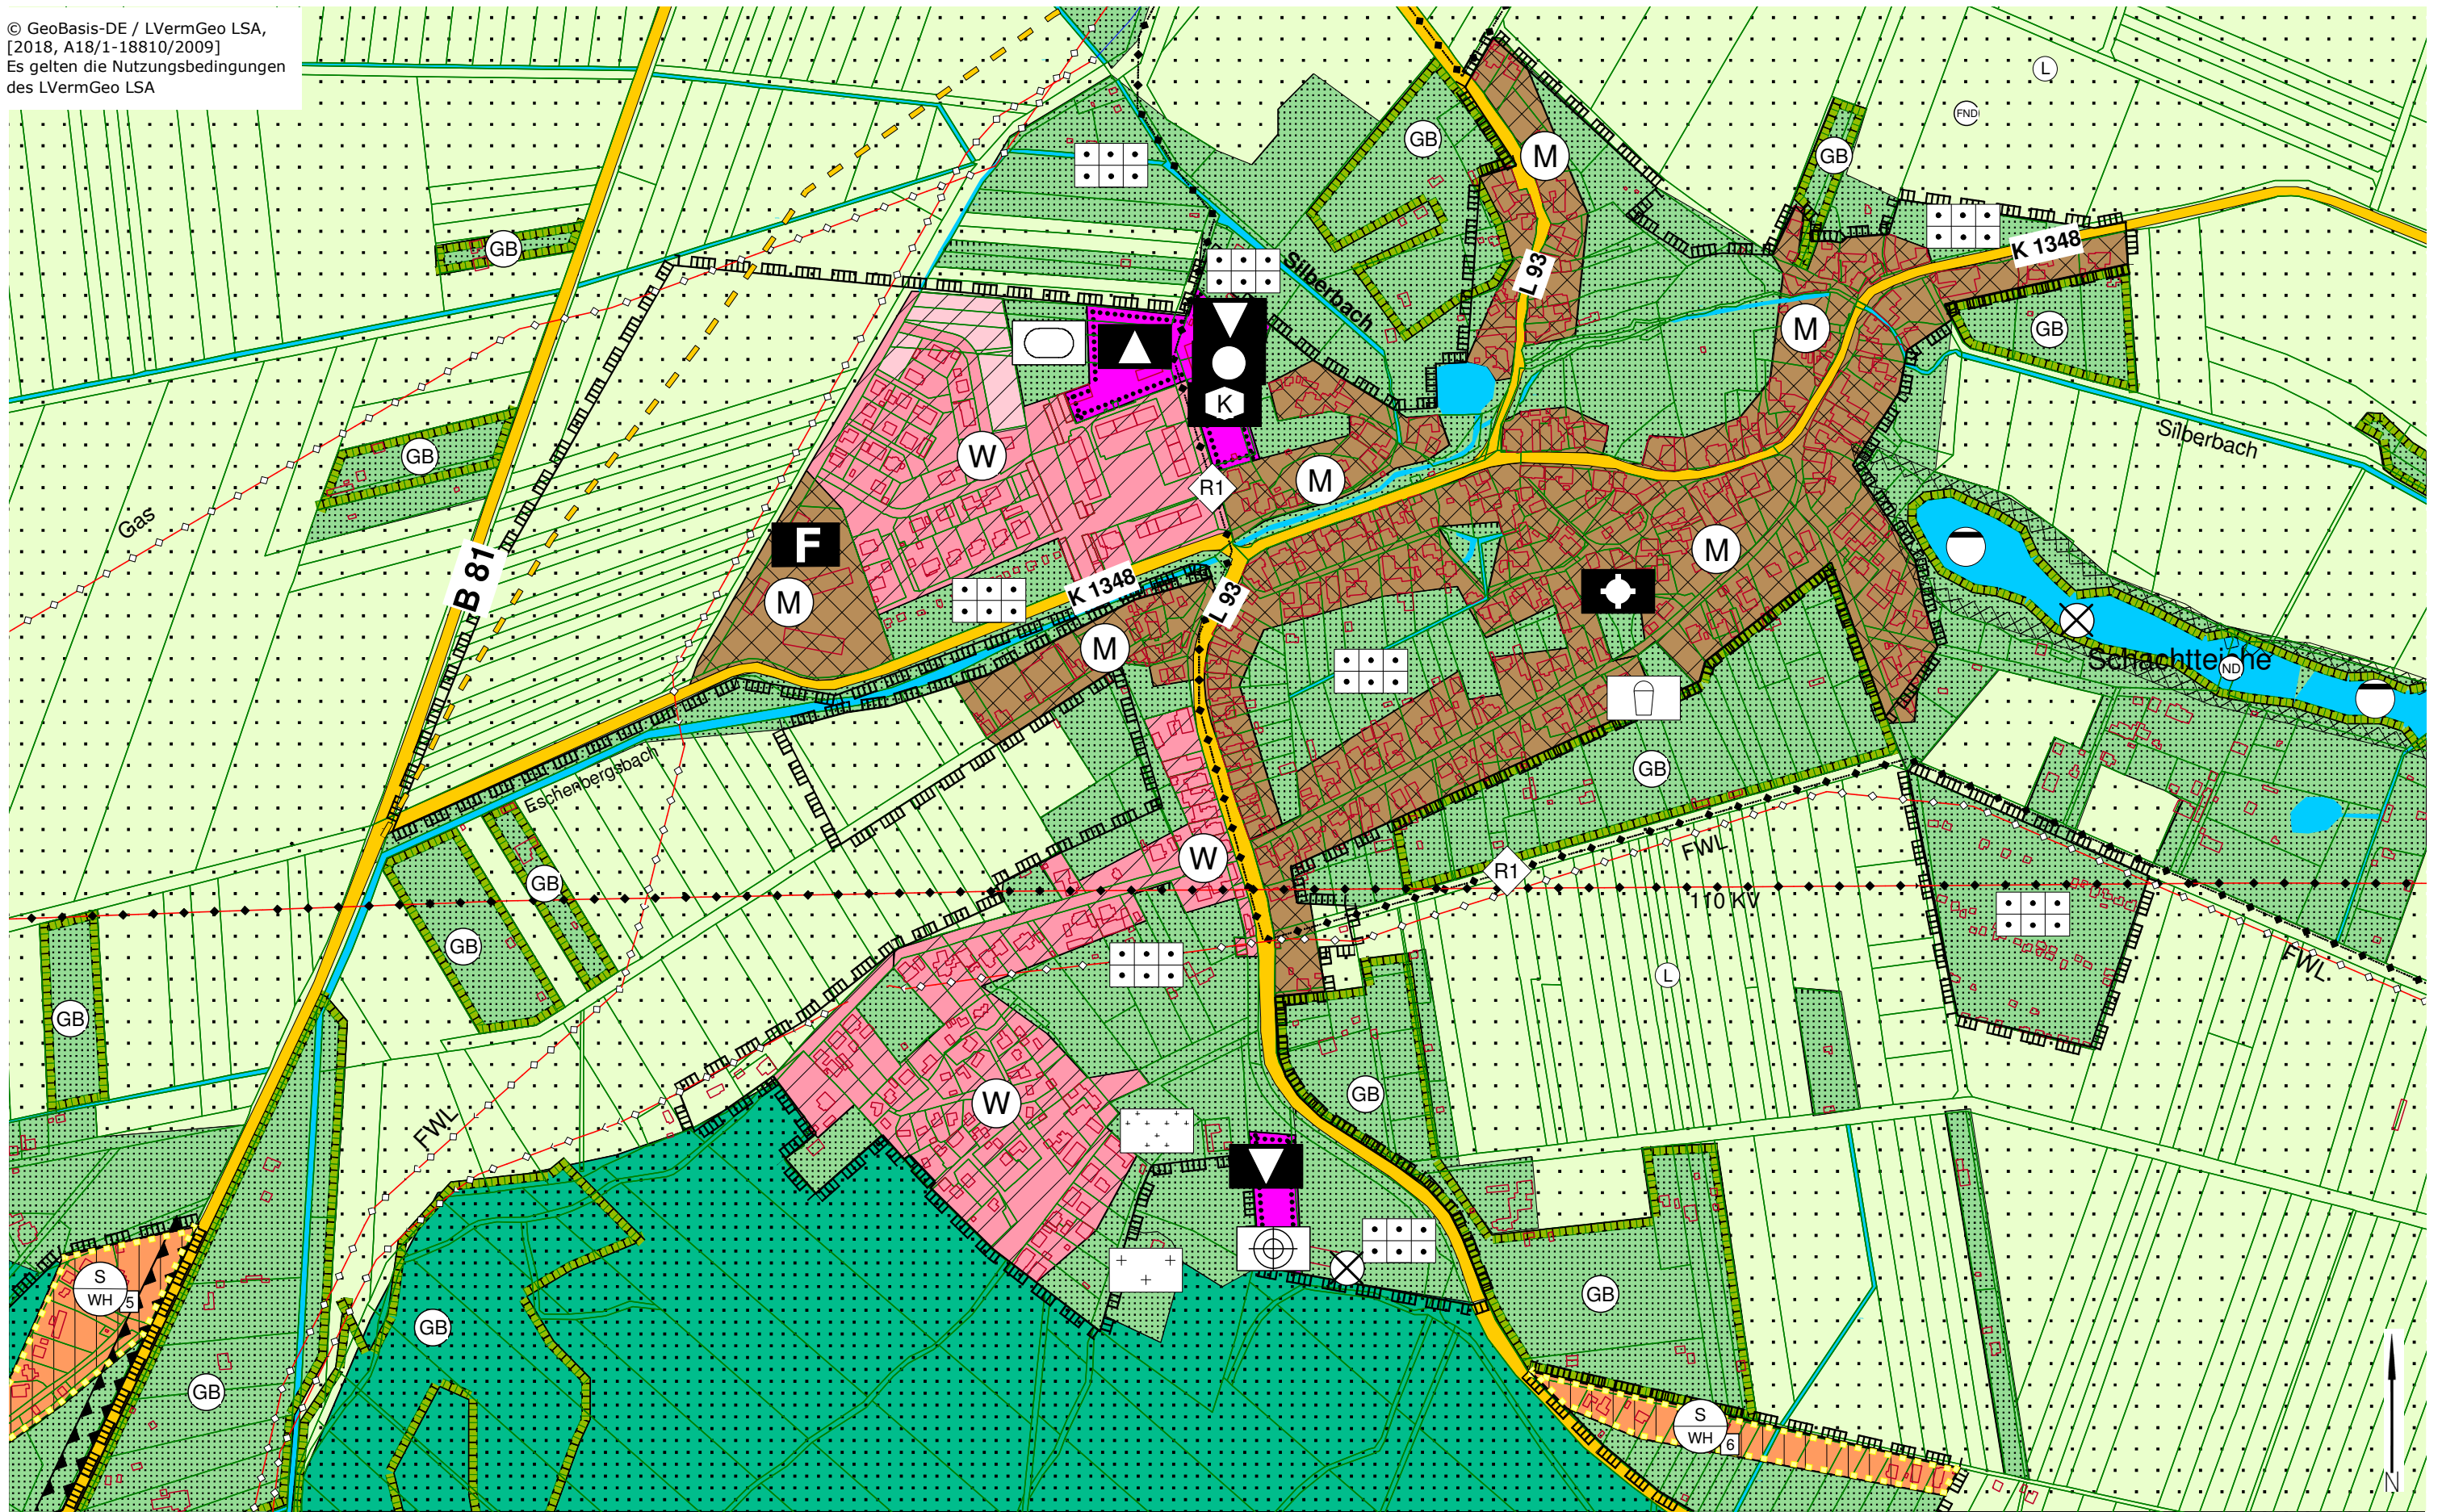 © GeoBasis-DE / LVermGeo LSA,
[2018, A18/1-18810/2009]
Es gelten die Nutzungsbedingungen
des LVermGeo LSA
L
FND
GB
M
GB
GB
K 1348
L 93
Silberbach
M
GB
K
Silberbach
W
GB
M
R1
Gas
F
M
B 81
M
K 1348
L 93
M
Schachtteiche
ND
Eschenbergsbach
GB
W
FWL
R1
GB
110 KV
GB
L
FWL
GB
W
GB
FWL
S
WH
5
GB
GB
GB
S
WH
6
N